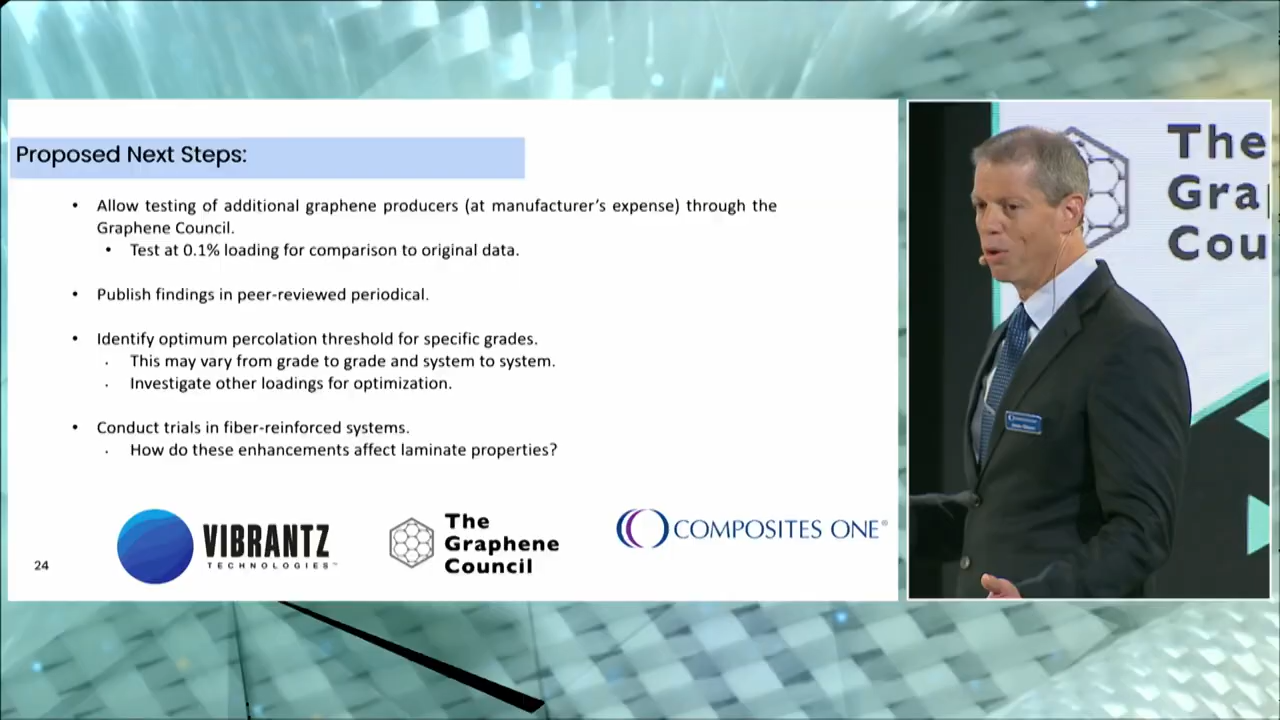 Proposed Next Steps:
• Allow testing of additional graphene producers (at manufacturer's expense) through the
Graphene Council.
• Test at 0.1% loading for comparison to original data.
• Publish findings in peer-reviewed periodical.
• Identify optimum percolation threshold for specific grades.
· This may vary from grade to grade and system to system.
· Investigate other loadings for optimization.
• Conduct trials in fiber-reinforced systems.
· How do these enhancements affect laminate properties?
24
VIBRANTZ
TECHNOLOGIES™
The
Graphene
Council
COMPOSITES ONE®
The
Gra
Cou